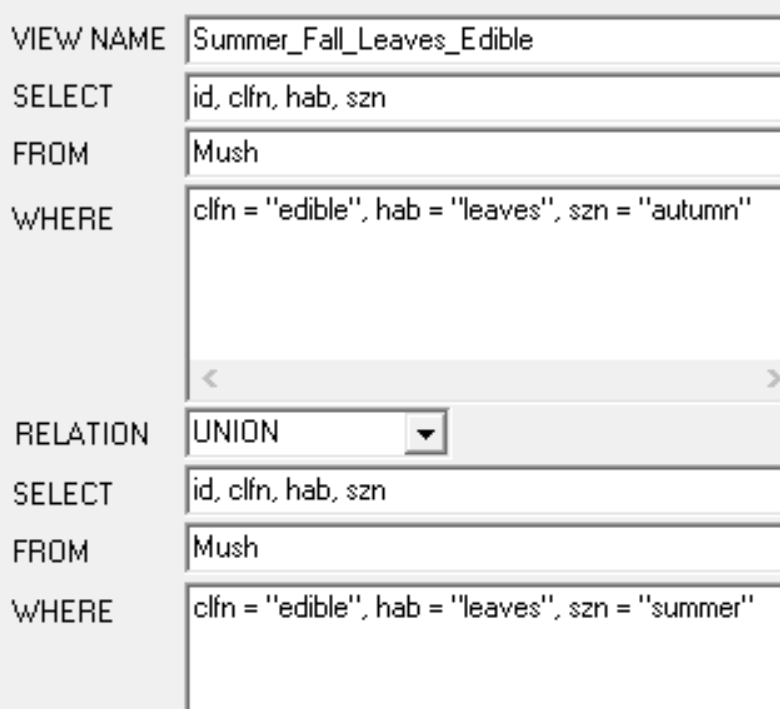 VIEW NAME Summer_Fall_Leaves_Edible
SELECT id, clfn, hab, szn
FROM Mush
WHERE clfn = "edible", hab = "leaves", szn = "autumn"
RELATION UNION
SELECT id, clfn, hab, szn
FROM Mush
WHERE clfn = "edible", hab = "leaves", szn = "summer"